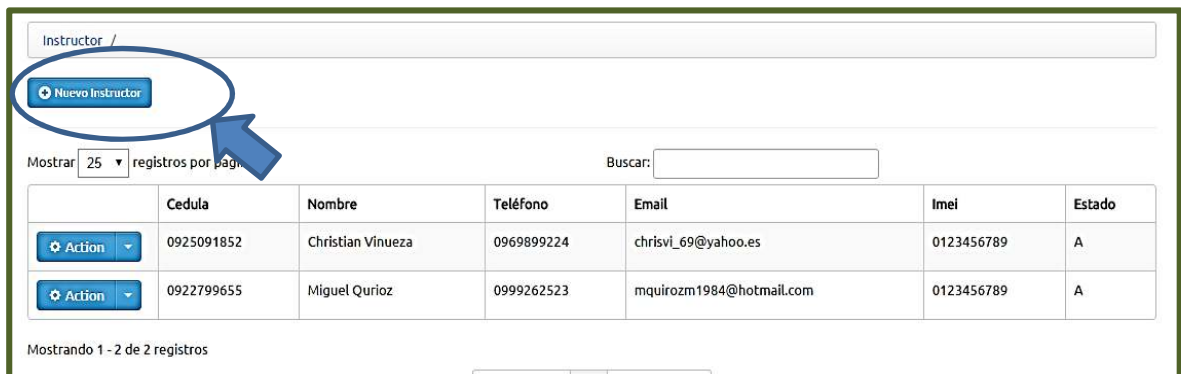 Instructor /
Nuevo Instructor
Mostrar 25 registros por
Buscar:
Cedula Nombre Teléfono Email Imei Estado
Action 0925091852 Christian Vinueza 0969899224 chrisvi_69@yahoo.es 0123456789 A
Action 0922799655 Miguel Qurioz 0999262523 mquirozm1984@hotmail.com 0123456789 A
Mostrando 1 - 2 de 2 registros